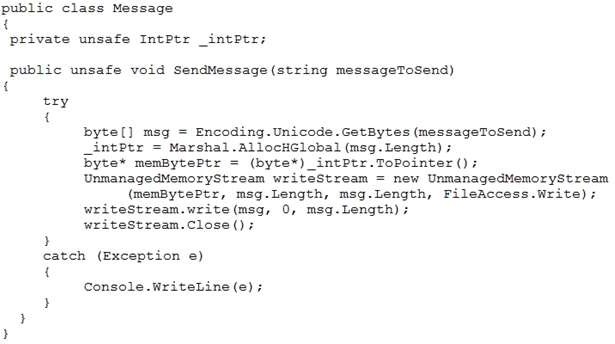 public class Message
{
 private unsafe IntPtr _intPtr;

 public unsafe void SendMessage(string messageToSend)
{
     try
     {
          byte[] msg = Encoding.Unicode.GetBytes(messageToSend);
          _intPtr = Marshal.AllocHGlobal(msg.Length);
          byte* memBytePtr = (byte*)_intPtr.ToPointer();
          UnmanagedMemoryStream writeStream = new UnmanagedMemoryStream
               (memBytePtr, msg.Length, msg.Length, FileAccess.Write);
          writeStream.write(msg, 0, msg.Length);
          writeStream.Close();
     }
     catch (Exception e)
     {
          Console.WriteLine(e);
     }
  }
}